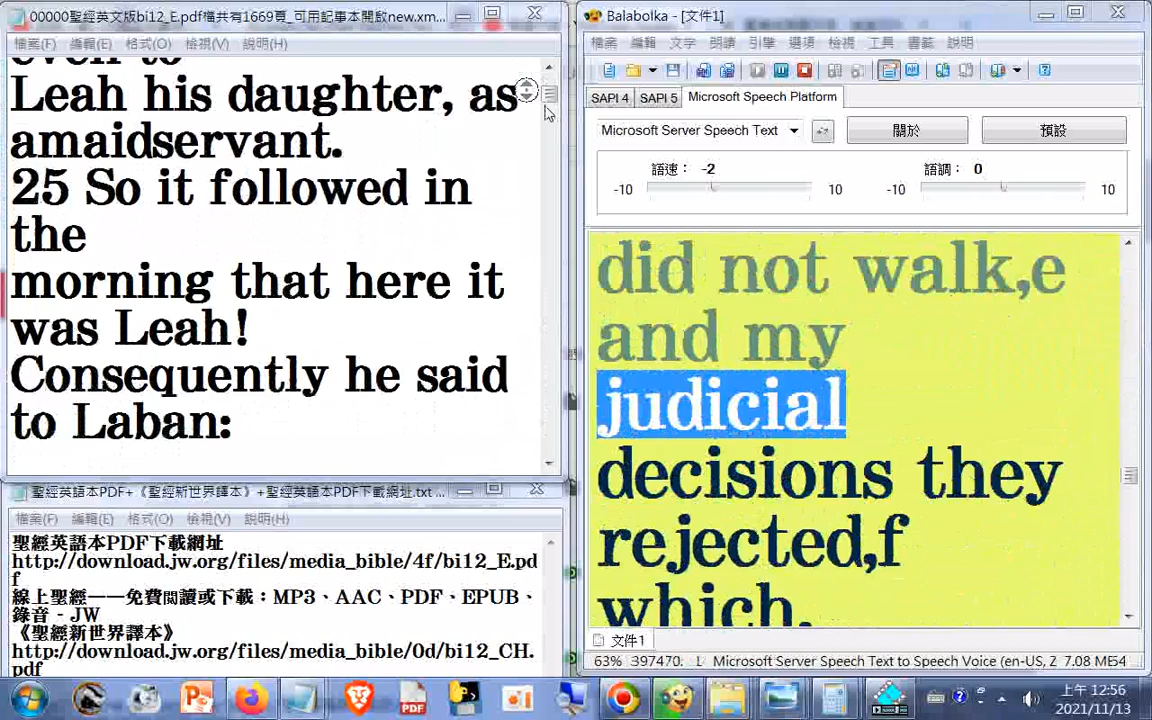 00000聖經英文版bi12_E.pdf檔共有1669頁_可用記事本開啟new.xm...
檔案(F) 編輯(E) 格式(O) 檢視(V) 說明(H)
even to
Leah his daughter, as
amaidservant.
25 So it followed in
the
morning that here it
was Leah!
Consequently he said
to Laban:
聖經英語本PDF+《聖經新世界譯本》+聖經英語本PDF下載網址.txt ...
檔案(F) 編輯(E) 格式(O) 檢視(V) 說明(H)
聖經英語本PDF下載網址
http://download.jw.org/files/media_bible/4f/bi12_E.pd
f
線上聖經——免費閱讀或下載：MP3、AAC、PDF、EPUB、
錄音 - JW
《聖經新世界譯本》
http://download.jw.org/files/media_bible/0d/bi12_CH.
pdf
Balabolka - [文件1]
檔案 編輯 文字 朗讀 引擎 選項 檢視 工具 書籤 說明
SAPI 4 SAPI 5 Microsoft Speech Platform
Microsoft Server Speech Text 關於 預設
語速： -2 語調： 0
-10 10 -10 10
did not walk,e
and my
judicial
decisions they
rejected,f
which,
文件1
63% 397470: 1 Microsoft Server Speech Text to Speech Voice (en-US, Z 7.08 ME54
PDF
上午 12:56
2021/11/13